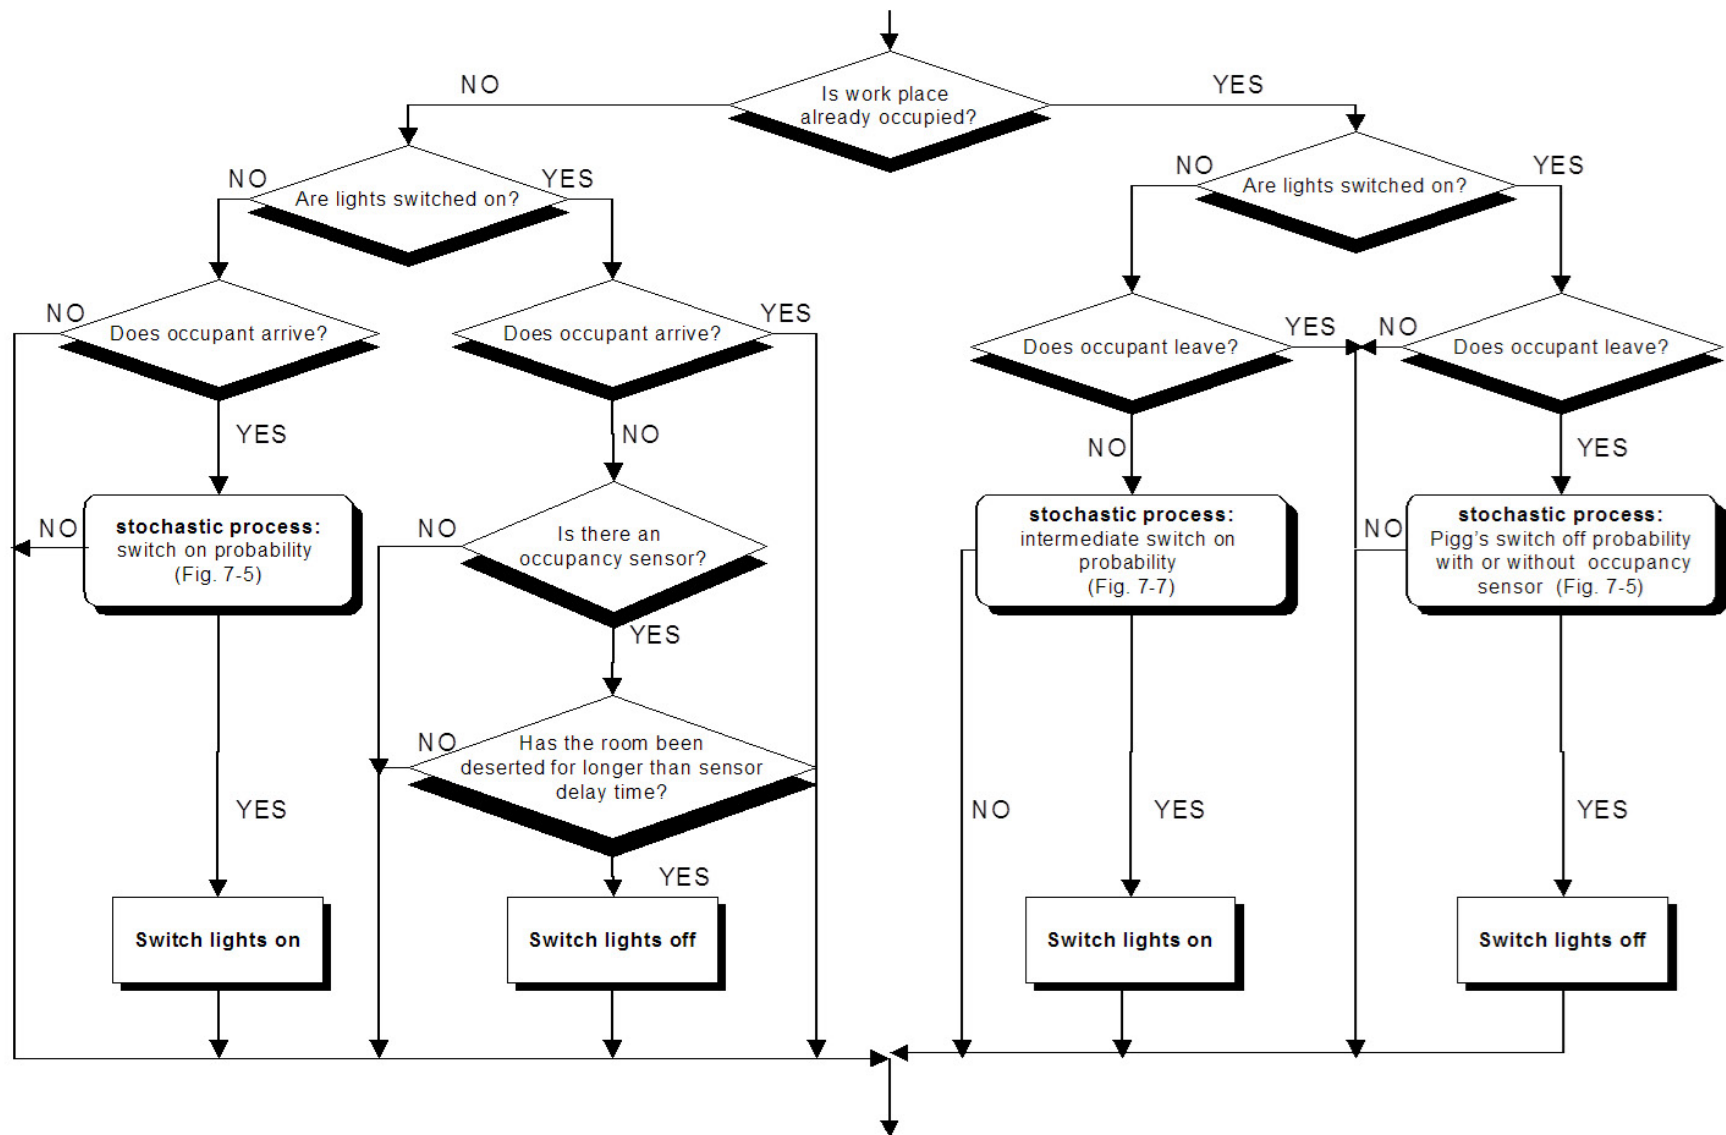 NO
YES
Is work place
already occupied?
NO
YES
Are lights switched on?
NO
YES
Are lights switched on?
NO
Does occupant arrive?
YES
Does occupant arrive?
YES
Does occupant leave?
NO
Does occupant leave?
YES
NO
NO
YES
NO
stochastic process:
switch on probability
(Fig. 7-5)
NO
Is there an
occupancy sensor?
YES
stochastic process:
intermediate switch on
probability
(Fig. 7-7)
NO
stochastic process:
Pigg's switch off probability
with or without occupancy
sensor (Fig. 7-5)
NO
Has the room been
deserted for longer than sensor
delay time?
YES
NO
YES
YES
YES
Switch lights on
Switch lights off
Switch lights on
Switch lights off